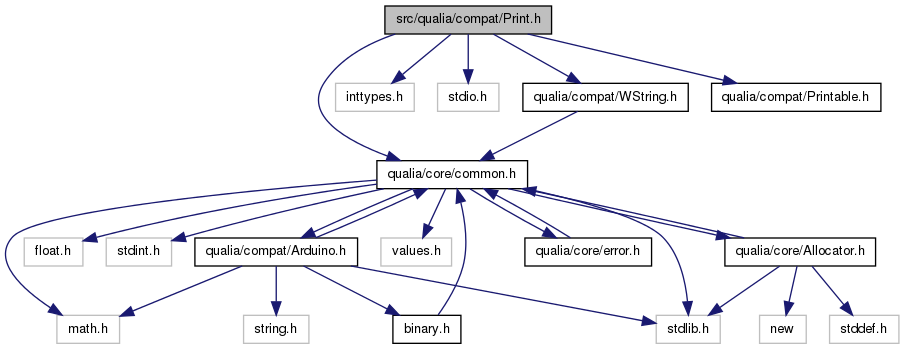 src/qualia/compat/Print.h
inttypes.h
stdio.h
qualia/compat/WString.h
qualia/compat/Printable.h
qualia/core/common.h
float.h
stdint.h
qualia/compat/Arduino.h
values.h
qualia/core/error.h
qualia/core/Allocator.h
math.h
string.h
binary.h
stdlib.h
new
stddef.h